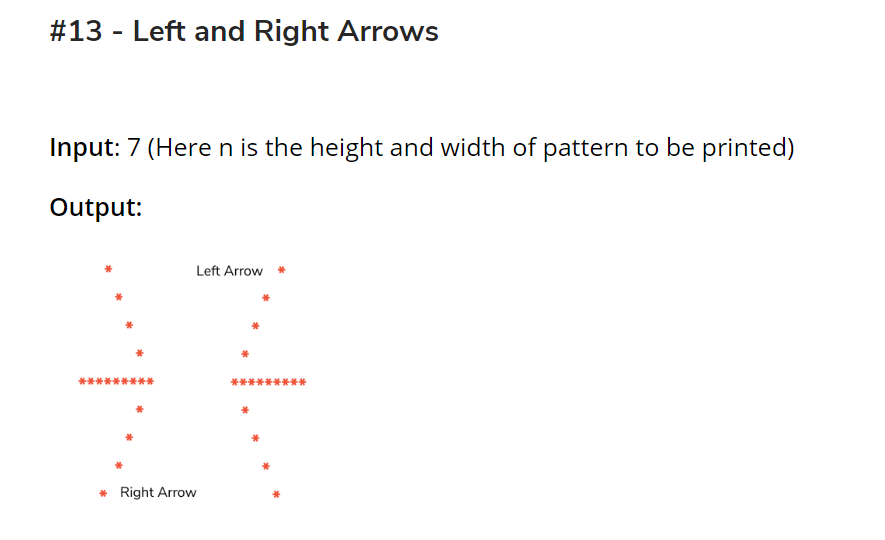 #13 - Left and Right Arrows
Input: 7 (Here n is the height and width of pattern to be printed)
Output:
* Left Arrow *
* *
* *
* *
********* *********
* *
* *
* *
* Right Arrow *